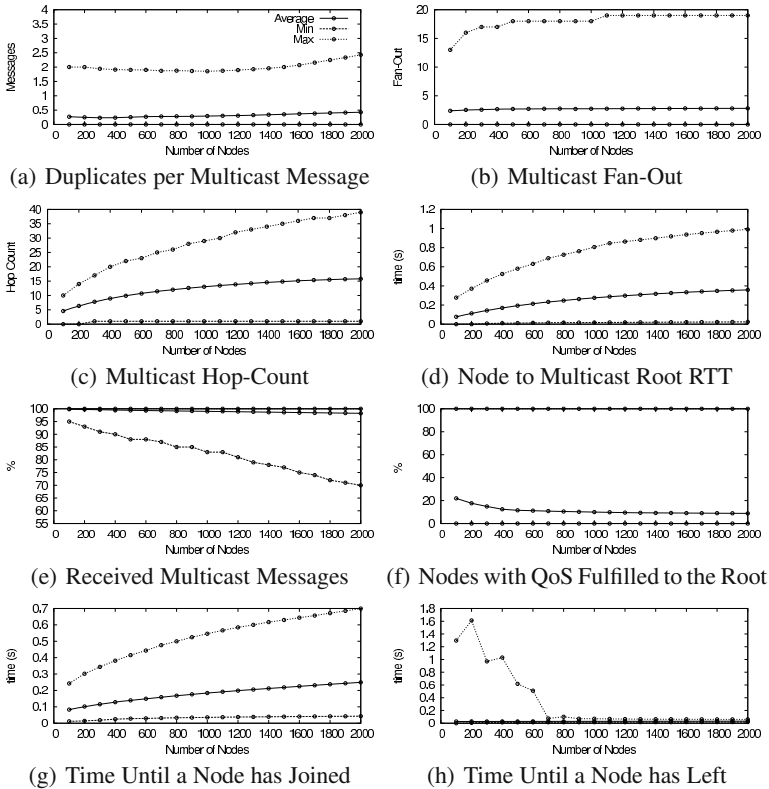 4
3.5
3
2.5
2
1.5
1
0.5
0
Messages
Average
Min
Max
0 200 400 600 800 1000 1200 1400 1600 1800 2000
Number of Nodes
(a) Duplicates per Multicast Message
20
15
10
5
0
Fan-Out
0 200 400 600 800 1000 1200 1400 1600 1800 2000
Number of Nodes
(b) Multicast Fan-Out
40
35
30
25
20
15
10
5
0
Hop Count
0 200 400 600 800 1000 1200 1400 1600 1800 2000
Number of Nodes
(c) Multicast Hop-Count
1.2
1
0.8
0.6
0.4
0.2
0
time (s)
0 200 400 600 800 1000 1200 1400 1600 1800 2000
Number of Nodes
(d) Node to Multicast Root RTT
100
95
90
85
80
75
70
65
60
55
%
0 200 400 600 800 1000 1200 1400 1600 1800 2000
Number of Nodes
(e) Received Multicast Messages
100
80
60
40
20
0
%
0 200 400 600 800 1000 1200 1400 1600 1800 2000
Number of Nodes
(f) Nodes with QoS Fulfilled to the Root
0.7
0.6
0.5
0.4
0.3
0.2
0.1
0
time (s)
0 200 400 600 800 1000 1200 1400 1600 1800 2000
Number of Nodes
(g) Time Until a Node has Joined
1.8
1.6
1.4
1.2
1
0.8
0.6
0.4
0.2
0
time (s)
0 200 400 600 800 1000 1200 1400 1600 1800 2000
Number of Nodes
(h) Time Until a Node has Left